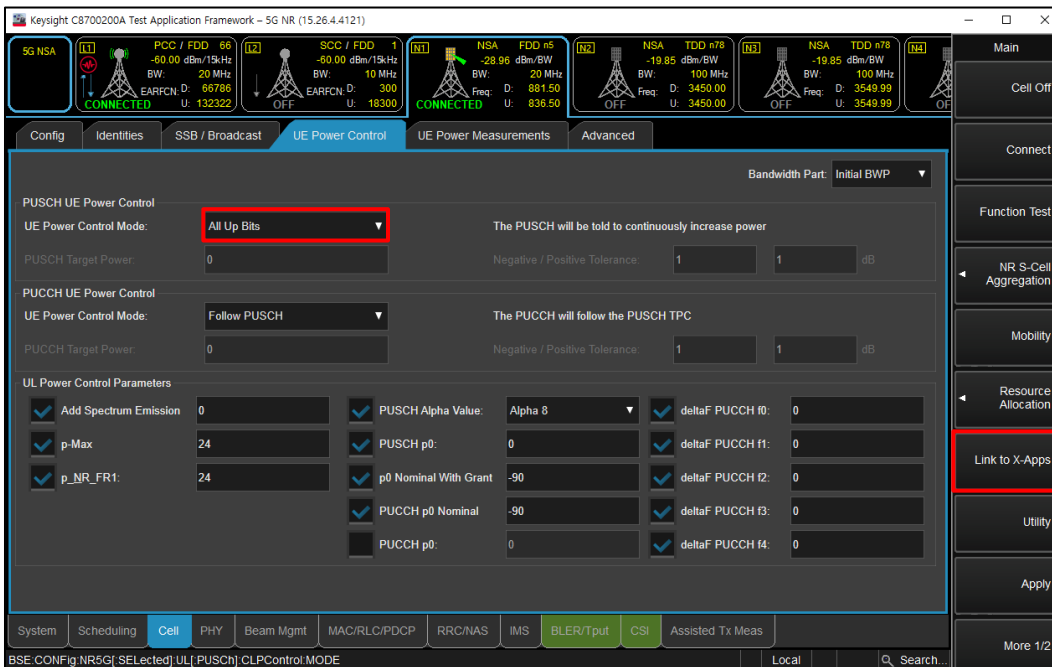 Keysight C8700200A Test Application Framework – 5G NR (15.26.4.4121)
5G NSA
L1 PCC / FDD 66
-60.00 dBm/15kHz
BW: 20 MHz
EARFCN: D: 66786
CONNECTED U: 132322
L2 SCC / FDD 1
-60.00 dBm/15kHz
BW: 10 MHz
EARFCN: D: 300
OFF U: 18300
N1 NSA FDD n5
-28.96 dBm/BW
BW: 20 MHz
Freq: D: 881.50
CONNECTED U: 836.50
N2 NSA TDD n78
-19.85 dBm/BW
BW: 100 MHz
Freq: D: 3450.00
OFF U: 3450.00
N3 NSA TDD n78
-19.85 dBm/BW
BW: 100 MHz
Freq: D: 3549.99
OFF U: 3549.99
N4
OF
Config Identities SSB / Broadcast UE Power Control UE Power Measurements Advanced
Bandwidth Part: Initial BWP
PUSCH UE Power Control
UE Power Control Mode: All Up Bits The PUSCH will be told to continuously increase power
PUSCH Target Power: 0 Negative / Positive Tolerance: 1 1 dB
PUCCH UE Power Control
UE Power Control Mode: Follow PUSCH The PUCCH will follow the PUSCH TPC
PUCCH Target Power: 0 Negative / Positive Tolerance: 1 1 dB
UL Power Control Parameters
Add Spectrum Emission 0 PUSCH Alpha Value: Alpha 8 deltaF PUCCH f0: 0
p-Max 24 PUSCH p0: 0 deltaF PUCCH f1: 0
p_NR_FR1: 24 p0 Nominal With Grant -90 deltaF PUCCH f2: 0
PUCCH p0 Nominal -90 deltaF PUCCH f3: 0
PUCCH p0: 0 deltaF PUCCH f4: 0
System Scheduling Cell PHY Beam Mgmt MAC/RLC/PDCP RRC/NAS IMS BLER/Tput CSI Assisted Tx Meas
BSE:CONFig:NR5G[:SELected]:UL[:PUSCh]:CLPControl:MODE Local Search...
Main
Cell Off
Connect
Function Test
NR S-Cell
Aggregation
Mobility
Resource
Allocation
Link to X-Apps
Utility
Apply
More 1/2